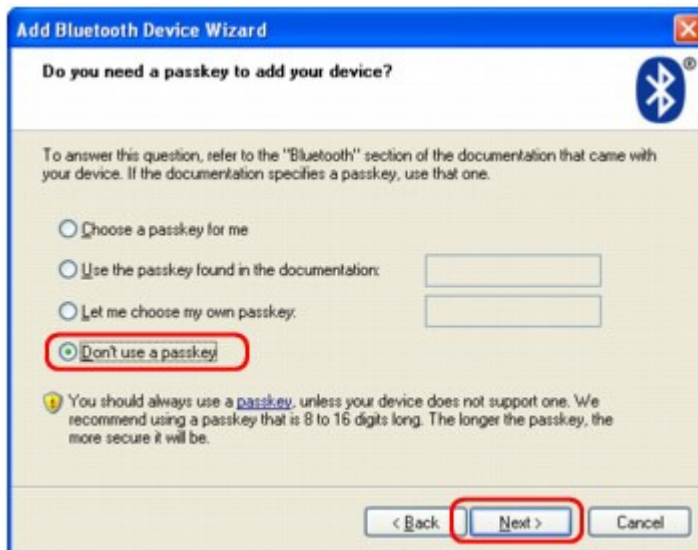 Add Bluetooth Device Wizard
Do you need a passkey to add your device?
®
To answer this question, refer to the "Bluetooth" section of the documentation that came with
your device. If the documentation specifies a passkey, use that one.
Choose a passkey for me
Use the passkey found in the documentation:
Let me choose my own passkey:
Don't use a passkey
You should always use a passkey, unless your device does not support one. We
recommend using a passkey that is 8 to 16 digits long. The longer the passkey, the
more secure it will be.
< Back Next > Cancel